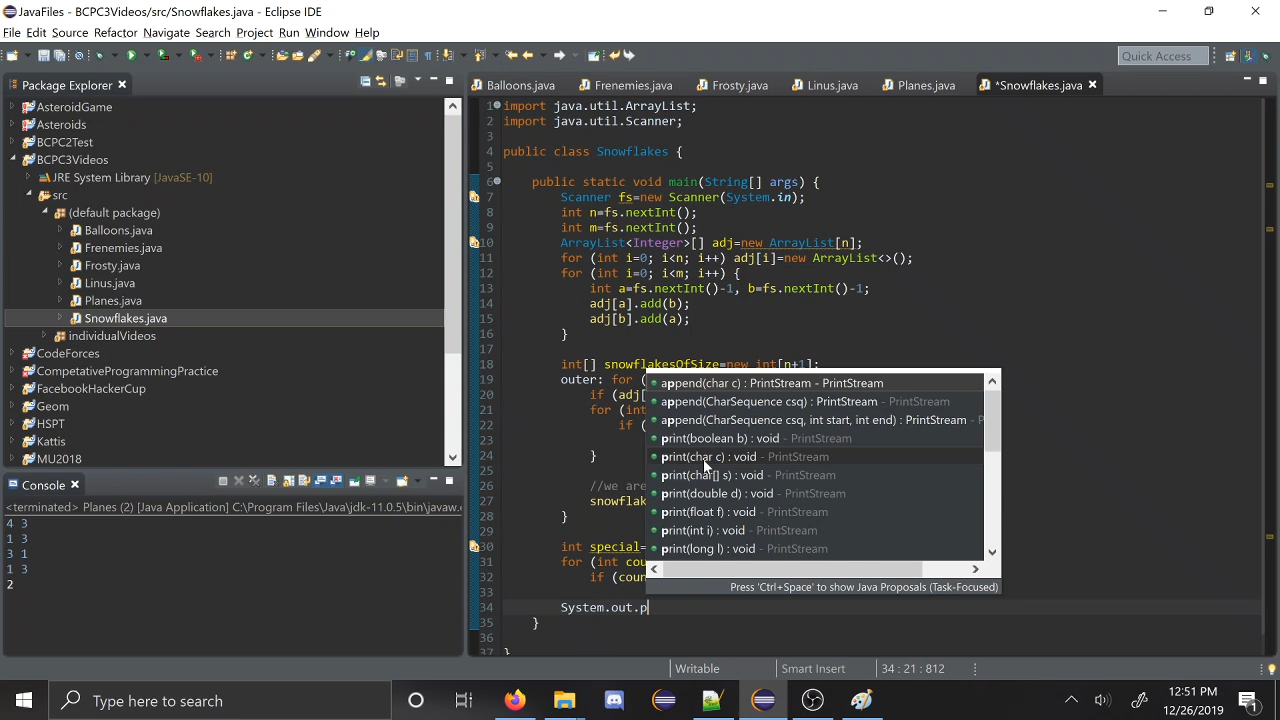 JavaFiles - BCPC3Videos/src/Snowflakes.java - Eclipse IDE
File Edit Source Refactor Navigate Search Project Run Window Help
Quick Access
Package Explorer
Balloons.java Frenemies.java Frosty.java Linus.java Planes.java *Snowflakes.java
AsteroidGame
Asteroids
BCPC2Test
BCPC3Videos
JRE System Library [JavaSE-10]
src
(default package)
Balloons.java
Frenemies.java
Frosty.java
Linus.java
Planes.java
Snowflakes.java
individualVideos
CodeForces
CompetativeProgrammingPractice
FacebookHackerCup
Geom
HSPT
Kattis
MU2018
1 import java.util.ArrayList;
2 import java.util.Scanner;
3
4 public class Snowflakes {
5
6 public static void main(String[] args) {
7 Scanner fs=new Scanner(System.in);
8 int n=fs.nextInt();
9 int m=fs.nextInt();
10 ArrayList<Integer>[] adj=new ArrayList[n];
11 for (int i=0; i<n; i++) adj[i]=new ArrayList<>();
12 for (int i=0; i<m; i++) {
13 int a=fs.nextInt()-1, b=fs.nextInt()-1;
14 adj[a].add(b);
15 adj[b].add(a);
16 }
17
18 int[] snowflakesOfSize=new int[n+1];
19 outer: for (
20 if (adj[
21 for (int
22 if (
23
24 }
25
26 //we are
27 snowflak
28 }
29
30 int special=
31 for (int cou
32 if (coun
33
34 System.out.p
35 }
36
37 }
append(char c) : PrintStream - PrintStream
append(CharSequence csq) : PrintStream - PrintStream
append(CharSequence csq, int start, int end) : PrintStream - P
print(boolean b) : void - PrintStream
print(char c) : void - PrintStream
print(char[] s) : void - PrintStream
print(double d) : void - PrintStream
print(float f) : void - PrintStream
print(int i) : void - PrintStream
print(long l) : void - PrintStream
Press 'Ctrl+Space' to show Java Proposals (Task-Focused)
Console
<terminated> Planes (2) [Java Application] C:\Program Files\Java\jdk-11.0.5\bin\javaw.e
4 3
1 3
3 1
1 3
2
Writable Smart Insert 34 : 21 : 812
Type here to search
12:51 PM
12/26/2019
1